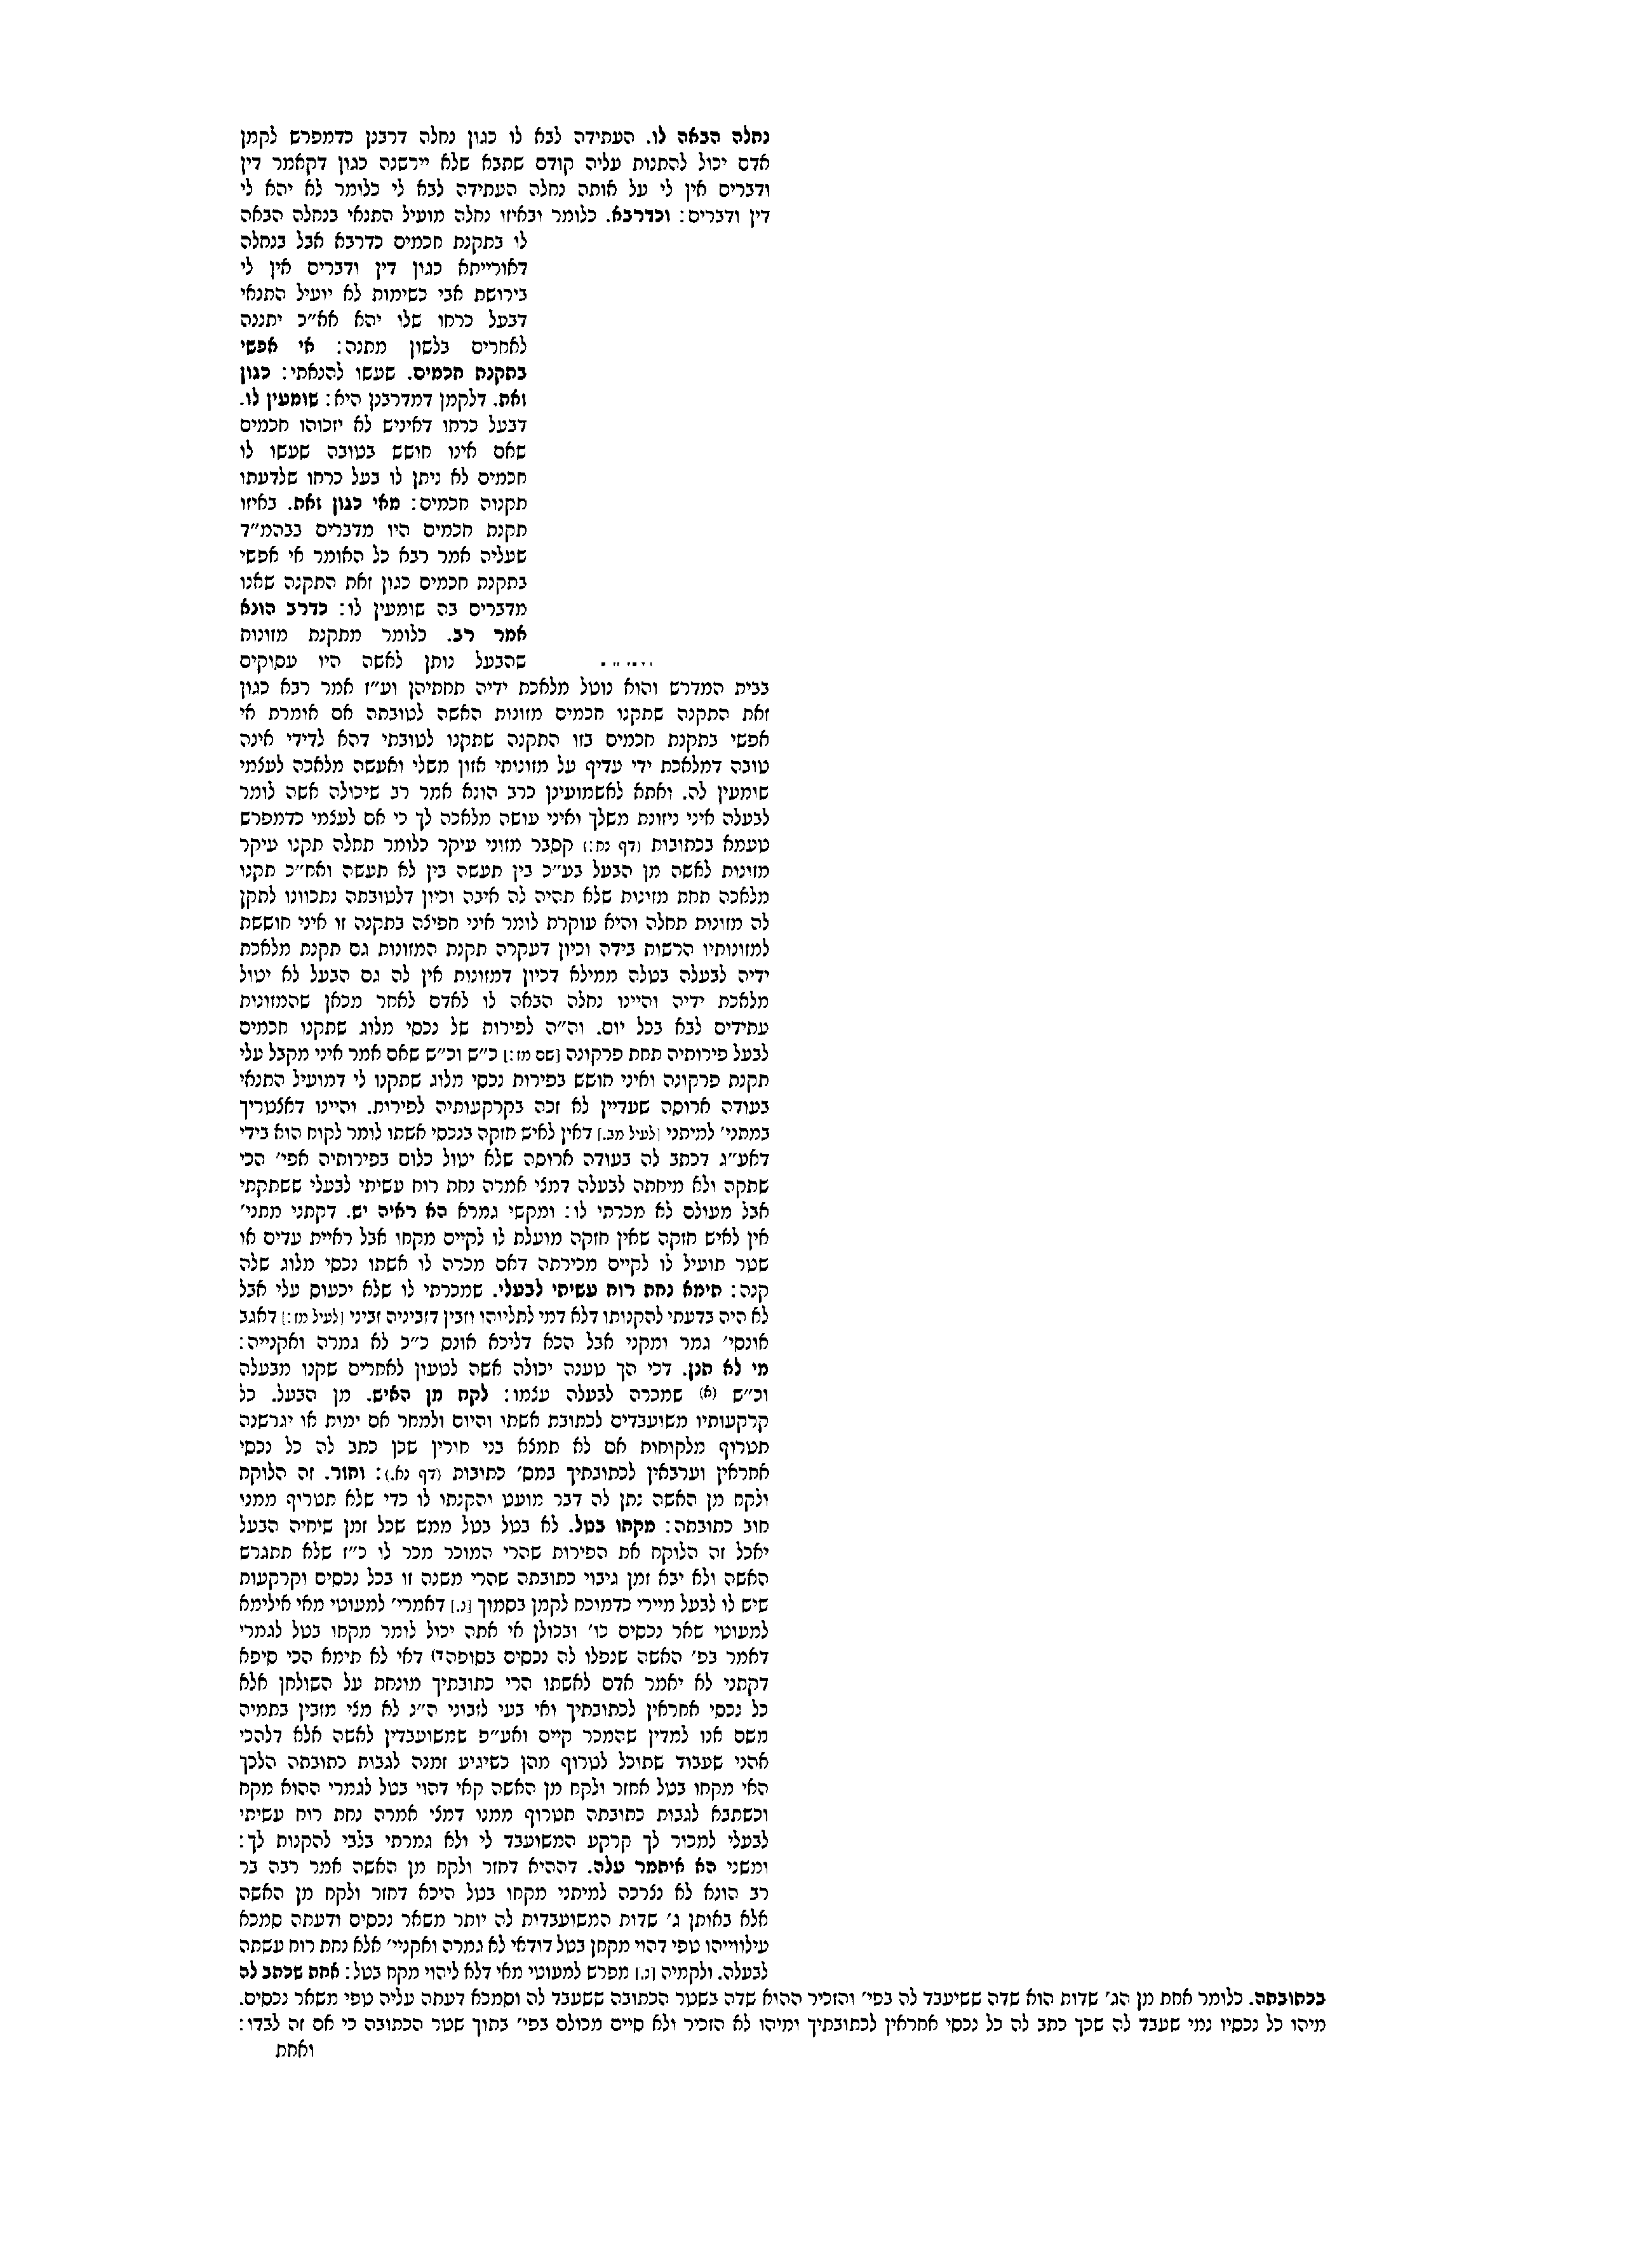 נחלה הבאה לו. העתידה לבא לו כגון נחלה דרבנן כדמפרש לקמן
אדם יכול להתנות עליה קודם שתבא שלא יירשנה כגון דקאמר דין
ודברים אין לי על אותה נחלה העתידה לבא לי כלומר לא יהא לי
דין ודברים: וכדרבא. כלומר ובאיזו נחלה מועיל התנאי בנחלה הבאה
לו בתקנת חכמים כדרבא אבל בנחלה
דאורייתא כגון דין ודברים אין לי
בירושת אבי כשימות לא יועיל התנאי
דבעל כרחו שלו יהא אא״כ יתננה
לאחרים בלשון מתנה: אי אפשי
בתקנת חכמים. שעשו להנאתי: כגון
זאת. דלקמן דמדרבנן היא: שומעין לו.
דבעל כרחו דאיניש לא יזכוהו חכמים
שאם אינו חושש בטובה שעשו לו
חכמים לא ניתן לו בעל כרחו שלדעתו
תקנוה חכמים: מאי כגון זאת. באיזו
תקנת חכמים היו מדברים בבהמ״ד
שעליה אמר רבא כל האומר אי אפשי
בתקנת חכמים כגון זאת התקנה שאנו
מדברים בה שומעין לו: כדרב הונא
אמר רב. כלומר מתקנת מזונות
שהבעל נותן לאשה היו עסוקים
בבית המדרש והוא נוטל מלאכת ידיה תחתיהן וע״ז אמר רבא כגון
זאת התקנה שתקנו חכמים מזונות האשה לטובתה אם אומרת אי
אפשי בתקנת חכמים בזו התקנה שתקנו לטובתי דהא לדידי אינה
טובה דמלאכת ידי עדיף על מזונותי אזון משלי ואעשה מלאכה לעצמי
שומעין לה. ואתא לאשמועינן כרב הונא אמר רב שיכולה אשה לומר
לבעלה איני ניזונת משלך ואיני עושה מלאכה לך כי אם לעצמי כדמפרש
טעמא בכתובות (דף נח:) קסבר מזוני עיקר כלומר תחלה תקנו עיקר
מזונות לאשה מן הבעל בע״כ בין תעשה בין לא תעשה ואח״כ תקנו
מלאכה תחת מזונות שלא תהיה לה איבה וכיון דלטובתה נתכוונו לתקן
לה מזונות תחלה והיא עוקרת לומר איני חפיצה בתקנה זו איני חוששת
למזונותיו הרשות בידה וכיון דעקרה תקנת המזונות גם תקנת מלאכת
ידיה לבעלה בטלה ממילא דכיון דמזונות אין לה גם הבעל לא יטול
מלאכת ידיה והיינו נחלה הבאה לו לאדם לאחר מכאן שהמזונות
עתידים לבא בכל יום. וה״ה לפירות של נכסי מלוג שתקנו חכמים
לבעל פירותיה תחת פרקונה [שם מז:] כ״ש וכ״ש שאם אמר איני מקבל עלי
תקנת פרקונה ואיני חושש בפירות נכסי מלוג שתקנו לי דמועיל התנאי
בעודה ארוסה שעדיין לא זכה בקרקעותיה לפירות. והיינו דאצטריך
במתני׳ למיתני [לעיל מב.] דאין לאיש חזקה בנכסי אשתו לומר לקוח הוא בידי
דאע״ג דכתב לה בעודה ארוסה שלא יטול כלום בפירותיה אפי׳ הכי
שתקה ולא מיחתה לבעלה דמצי אמרה נחת רוח עשיתי לבעלי ששתקתי
אבל מעולם לא מכרתי לו: ומקשי גמרא הא ראיה יש. דקתני מתני׳
אין לאיש חזקה שאין חזקה מועלת לו לקיים מקחו אבל ראיית עדים או
שטר תועיל לו לקיים מכירתה דאם מכרה לו אשתו נכסי מלוג שלה
קנה: תימא נחת רוח עשיתי לבעלי. שמכרתי לו שלא יכעוס עלי אבל
לא היה בדעתי להקנותו דלא דמי לתליוהו וזבין דזביניה זביני [לעיל מז:] דאגב
אונסי׳ גמר ומקני אבל הכא דליכא אונס כ״כ לא גמרה ואקנייה:
מי לא תנן. דכי הך טענה יכולה אשה לטעון לאחרים שקנו מבעלה
וכ״ש (א) שמכרה לבעלה עצמו: לקח מן האיש. מן הבעל. כל
קרקעותיו משועבדים לכתובת אשתו והיום ולמחר אם ימות או יגרשנה
תטרוף מלקוחות אם לא תמצא בני חורין שכן כתב לה כל נכסי
אחראין וערבאין לכתובתיך במס׳ כתובות (דף נא.): וחזר. זה הלוקח
ולקח מן האשה נתן לה דבר מועט והקנתו לו כדי שלא תטרוף ממנו
חוב כתובתה: מקחו בטל. לא בטל בטל ממש שכל זמן שיחיה הבעל
יאכל זה הלוקח את הפירות שהרי המוכר מכר לו כ״ז שלא תתגרש
האשה ולא יבא זמן גיבוי כתובתה שהרי משנה זו בכל נכסים וקרקעות
שיש לו לבעל מיירי כדמוכח לקמן בסמוך [נ.] דאמרי׳ למעוטי מאי אילימא
למעוטי שאר נכסים כו׳ ובכולן אי אתה יכול לומר מקחו בטל לגמרי
דאמר בפ׳ האשה שנפלו לה נכסים בסופהד) דאי לא תימא הכי סיפא
דקתני לא יאמר אדם לאשתו הרי כתובתיך מונחת על השולחן אלא
כל נכסי אחראין לכתובתיך ואי בעי לזבוני ה״נ לא מצי מזבין בתמיה
משם אנו למדין שהמכר קיים ואע״פ שמשועבדין לאשה אלא דלהכי
אהני שעבוד שתוכל לטרוף מהן כשיגיע זמנה לגבות כתובתה הלכך
האי מקחו בטל אחזר ולקח מן האשה קאי דהוי בטל לגמרי ההוא מקח
וכשתבא לגבות כתובתה תטרוף ממנו דמצי אמרה נחת רוח עשיתי
לבעלי למכור לך קרקע המשועבד לי ולא גמרתי בלבי להקנות לך:
ומשני הא איתמר עלה. דההיא דחזר ולקח מן האשה אמר רבה בר
רב הונא לא נצרכה למיתני מקחו בטל היכא דחזר ולקח מן האשה
אלא באותן ג׳ שדות המשועבדות לה יותר משאר נכסים ודעתה סמכא
עילווייהו טפי דהוי מקחן בטל דודאי לא גמרה ואקניי׳ אלא נחת רוח עשתה
לבעלה. ולקמיה [נ.] מפרש למעוטי מאי דלא ליהוי מקח בטל: אחת שכתב לה
בכתובתה. כלומר אחת מן הג׳ שדות הוא שדה ששיעבד לה בפי׳ והזכיר ההוא שדה בשטר הכתובה ששעבד לה וסמכא דעתה עליה טפי משאר נכסים.
מיהו כל נכסיו נמי שעבד לה שכך כתב לה כל נכסי אחראין לכתובתיך ומיהו לא הזכיר ולא סיים מכולם בפי׳ בתוך שטר הכתובה כי אם זה לבדו:
ואחת